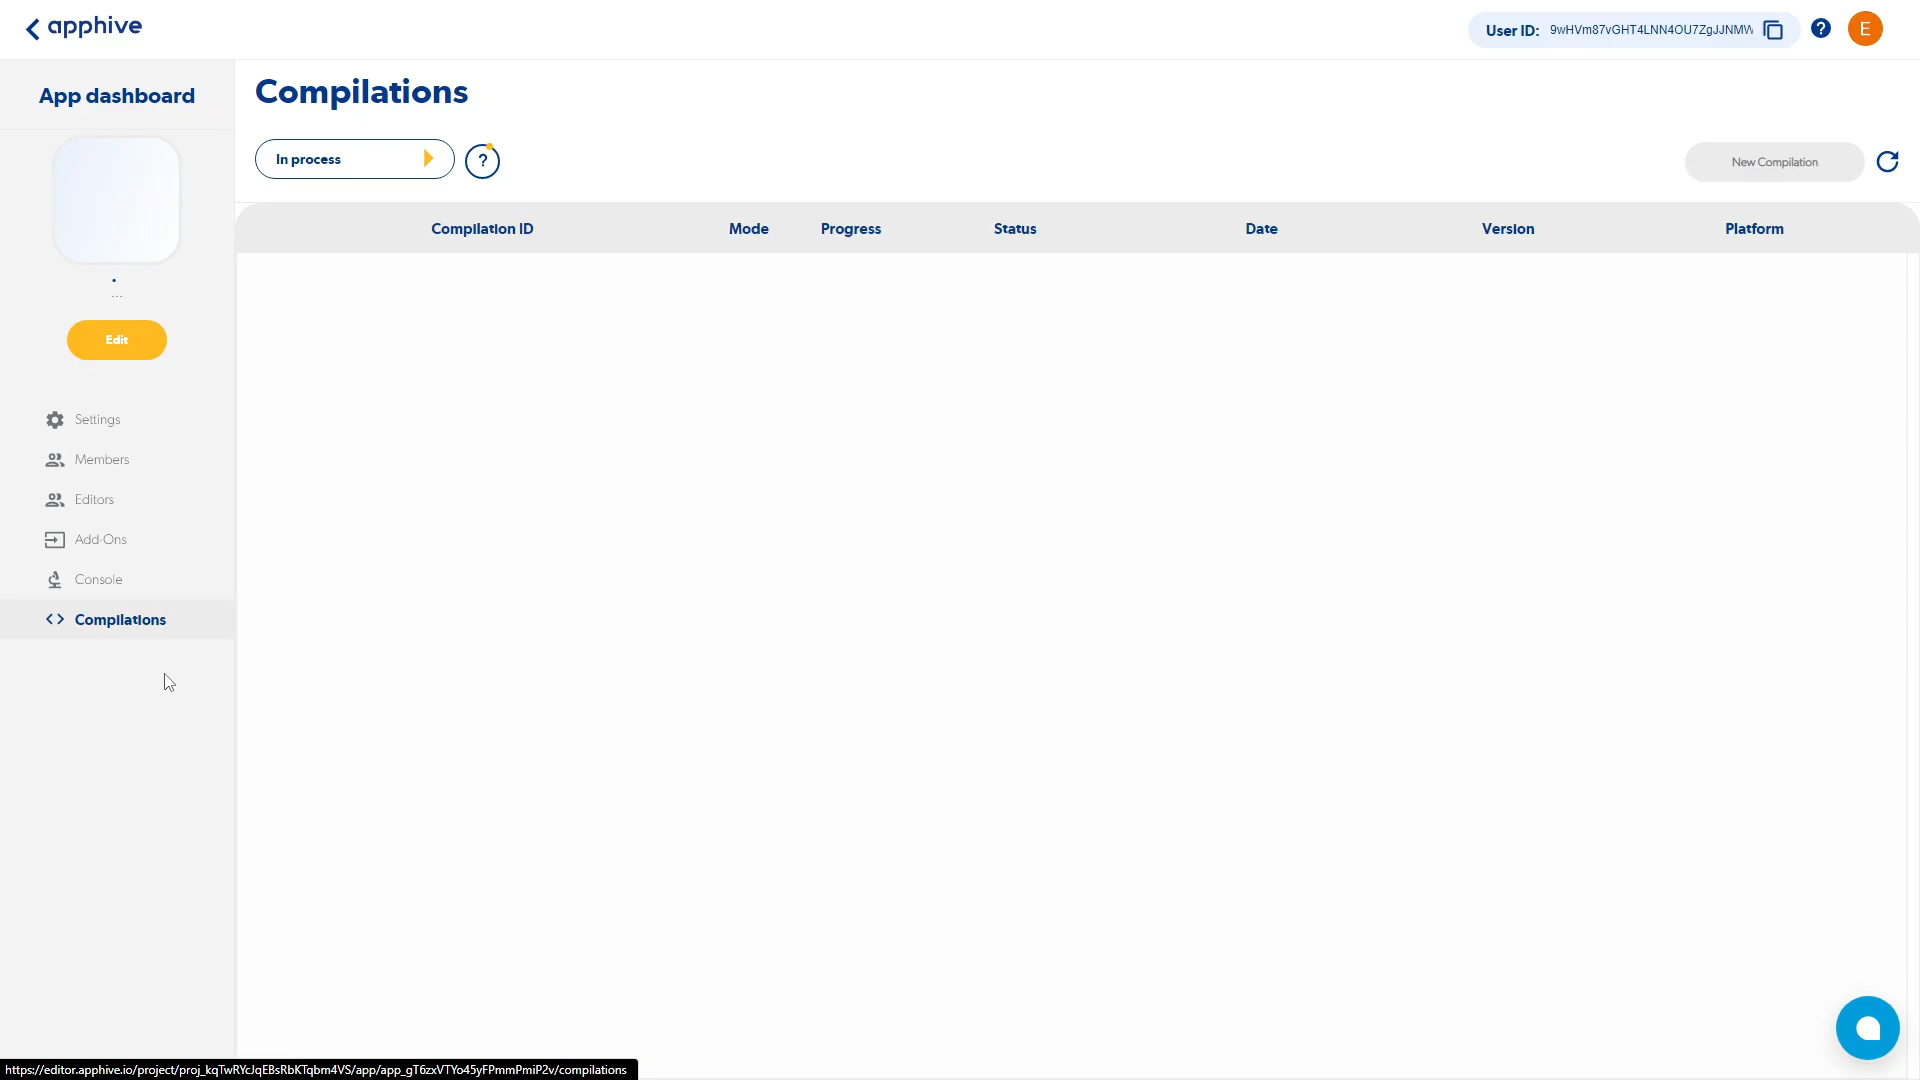 apphive
User ID: 9wHVm87vGHT4LNN4OU7ZgJJNMW
?
E
App dashboard
Compilations
In process
?
New Compilation
Compilation ID Mode Progress Status Date Version Platform
...
Edit
Settings
Members
Editors
Add-Ons
Console
Compilations
https://editor.apphive.io/project/proj_kqTwRYcJqEBsRbKTqbm4VS/app/app_gT6zxVTYo45yFPmmPmiP2v/compilations